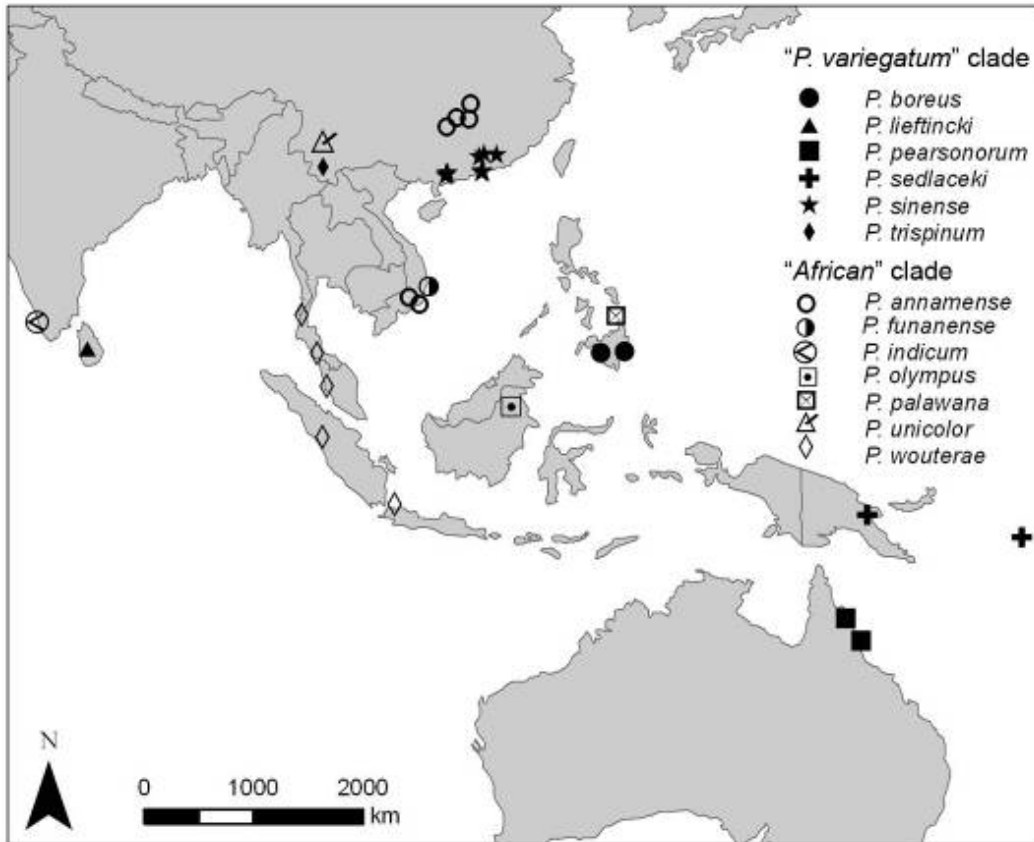 "P. variegatum" clade
P. boreus
P. lieftincki
P. pearsonorum
P. sedlaceki
P. sinense
P. trispinum
"African" clade
P. annamense
P. funanense
P. indicum
P. olympus
P. palawana
P. unicolor
P. wouterae
N
0 1000 2000
km